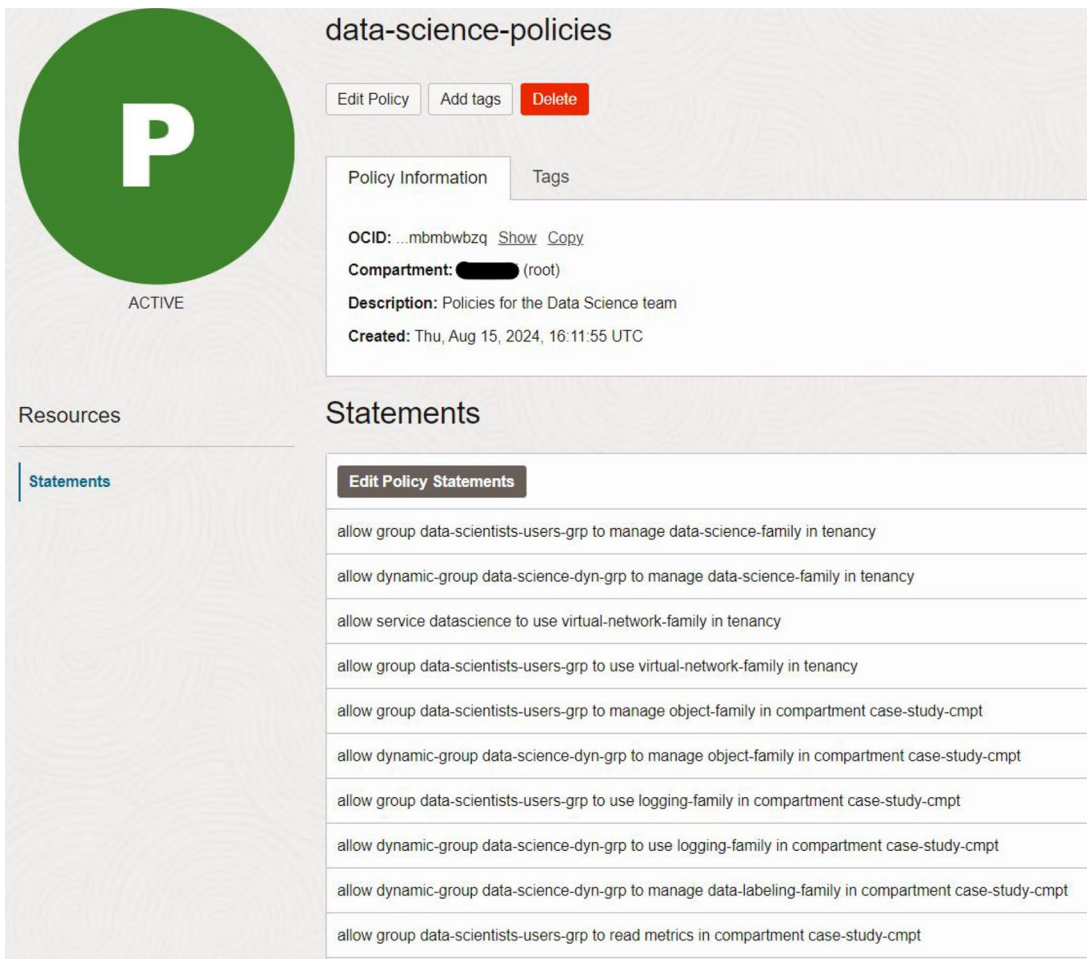 data-science-policies
Edit Policy Add tags Delete
P
Policy Information Tags
OCID: ...mbmbwbzq Show Copy
Compartment: (root)
ACTIVE
Description: Policies for the Data Science team
Created: Thu, Aug 15, 2024, 16:11:55 UTC
Resources
Statements
Statements
Edit Policy Statements
allow group data-scientists-users-grp to manage data-science-family in tenancy
allow dynamic-group data-science-dyn-grp to manage data-science-family in tenancy
allow service datascience to use virtual-network-family in tenancy
allow group data-scientists-users-grp to use virtual-network-family in tenancy
allow group data-scientists-users-grp to manage object-family in compartment case-study-cmpt
allow dynamic-group data-science-dyn-grp to manage object-family in compartment case-study-cmpt
allow group data-scientists-users-grp to use logging-family in compartment case-study-cmpt
allow dynamic-group data-science-dyn-grp to use logging-family in compartment case-study-cmpt
allow dynamic-group data-science-dyn-grp to manage data-labeling-family in compartment case-study-cmpt
allow group data-scientists-users-grp to read metrics in compartment case-study-cmpt